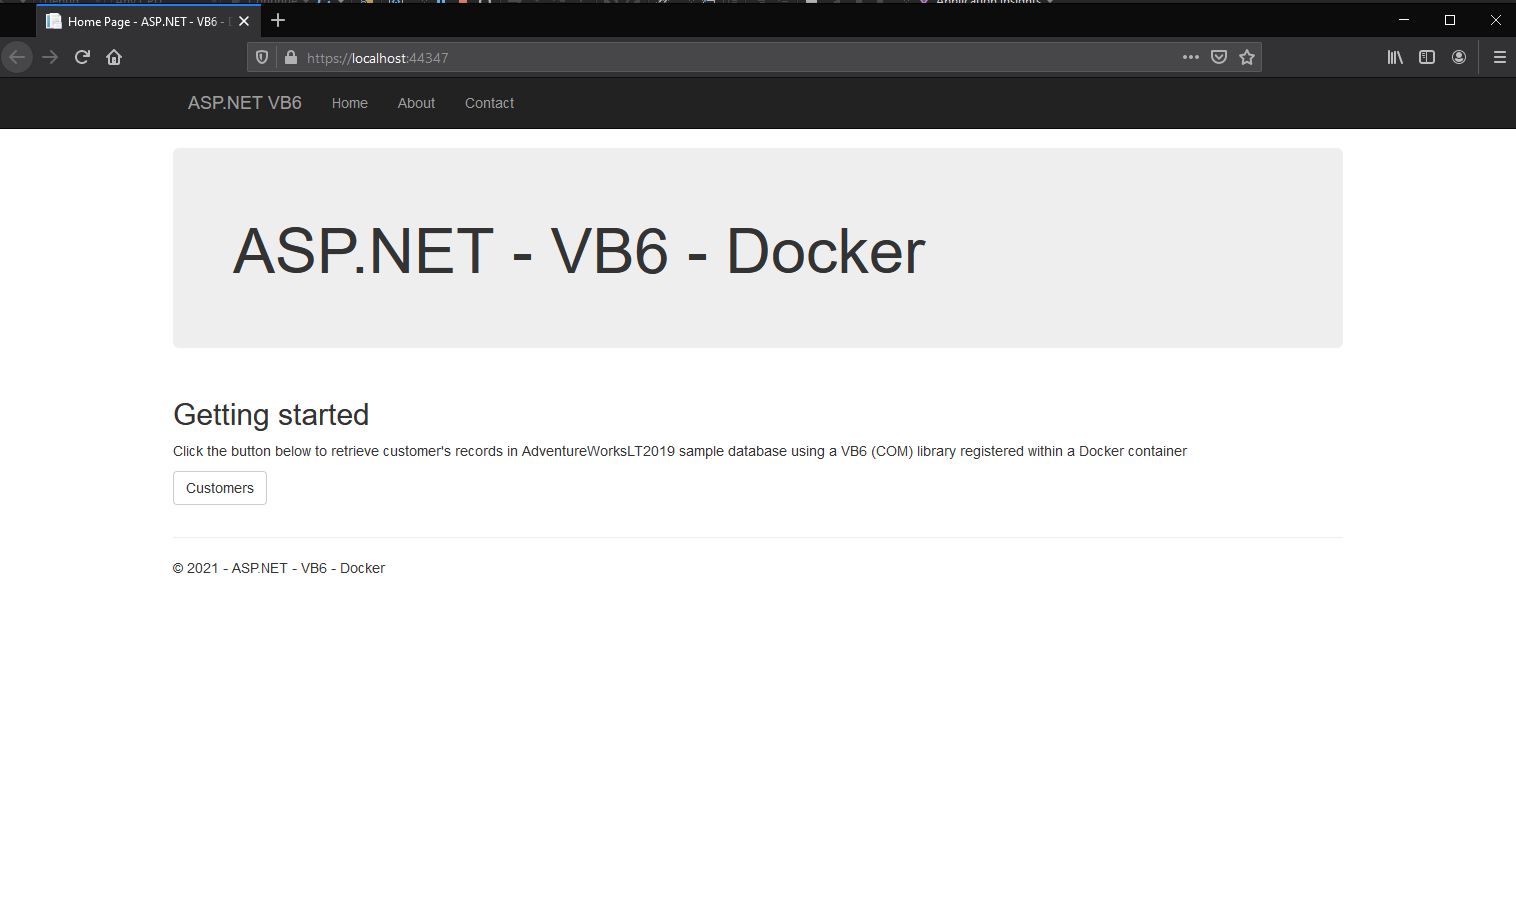 Application Insights
Home Page - ASP.NET - VB6 -
https://localhost:44347
ASP.NET VB6 Home About Contact
ASP.NET - VB6 - Docker
Getting started
Click the button below to retrieve customer's records in AdventureWorksLT2019 sample database using a VB6 (COM) library registered within a Docker container
Customers
© 2021 - ASP.NET - VB6 - Docker